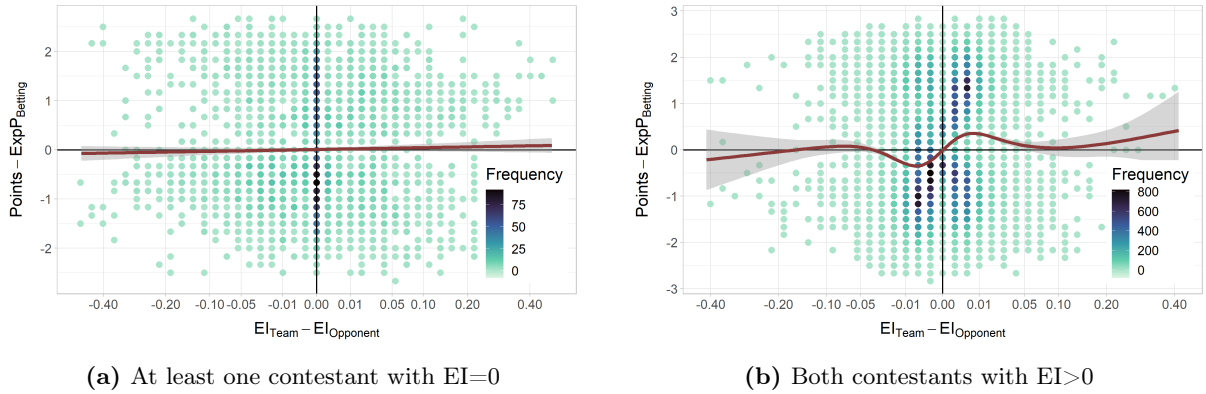 2
1
0
-1
-2
Points − ExpP_Betting
Frequency
75
50
25
0
-0.40 -0.20 -0.10 -0.05 -0.01 0.00 0.01 0.05 0.10 0.20 0.40
EI_Team − EI_Opponent
(a) At least one contestant with EI=0
3
2
1
0
-1
-2
-3
Points − ExpP_Betting
Frequency
800
600
400
200
0
-0.40 -0.20 -0.10 -0.05 -0.01 0.00 0.01 0.05 0.10 0.20 0.40
EI_Team − EI_Opponent
(b) Both contestants with EI>0